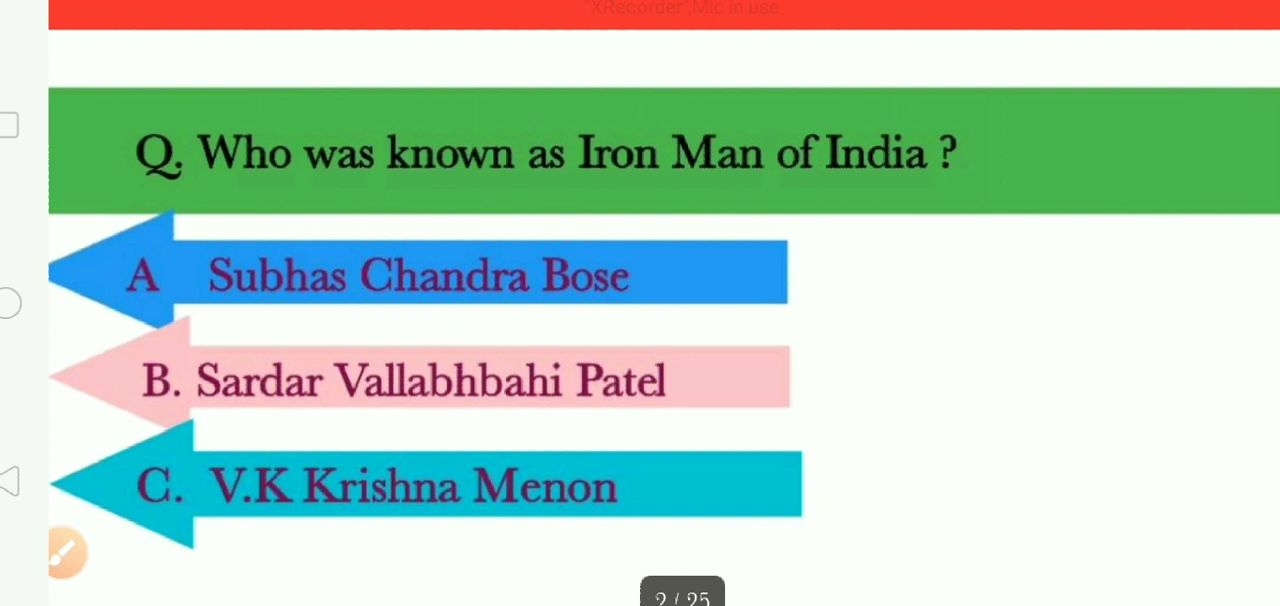 "XRecorder",Mic in use
Q. Who was known as Iron Man of India ?
A Subhas Chandra Bose
B. Sardar Vallabhbahi Patel
C. V.K Krishna Menon
2 / 25